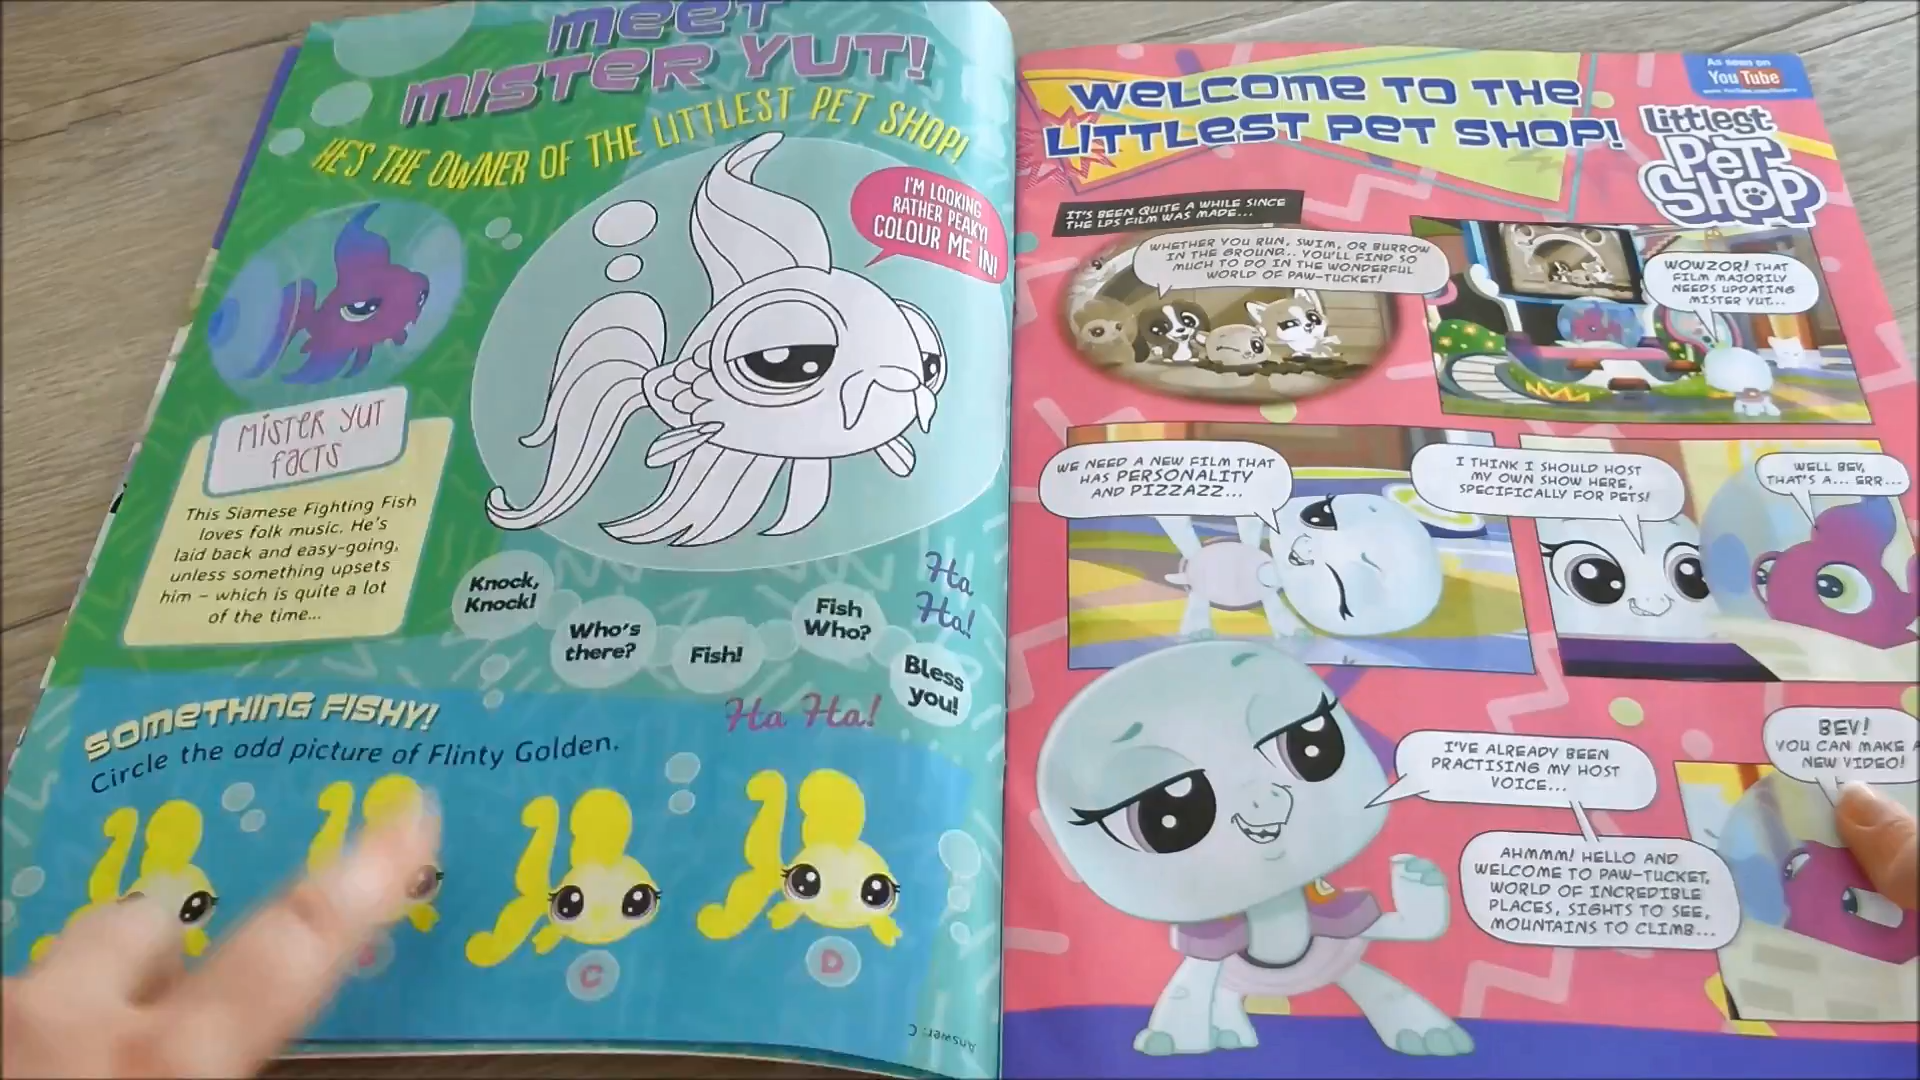 MEET
MISTER YUT!
HE'S THE OWNER OF THE LITTLEST PET SHOP!
I'M LOOKING
RATHER PEAKY!
COLOUR ME IN!
MISTER YUT
FACTS
This Siamese Fighting Fish
loves folk music. He's
laid back and easy-going,
unless something upsets
him – which is quite a lot
of the time...
Knock,
Knock!
Who's
there?
Fish!
Fish
Who?
Bless
you!
Ha
Ha!
Ha Ha!
SOMETHING FISHY!
Circle the odd picture of Flinty Golden.
B
C
D
Answer: C
WELCOME TO THE
LITTLEST PET SHOP!
As seen on
YouTube
Littlest
Pet
SHOP
IT'S BEEN QUITE A WHILE SINCE
THE LPS FILM WAS MADE...
WHETHER YOU RUN, SWIM, OR BURROW
IN THE GROUND... YOU'LL FIND SO
MUCH TO DO IN THE WONDERFUL
WORLD OF PAW-TUCKET!
WOWZOR! THAT
FILM MAJORILY
NEEDS UPDATING
MISTER YUT...
WE NEED A NEW FILM THAT
HAS PERSONALITY
AND PIZZAZZ...
I THINK I SHOULD HOST
MY OWN SHOW HERE,
SPECIFICALLY FOR PETS!
WELL BEV,
THAT'S A... ERR...
I'VE ALREADY BEEN
PRACTISING MY HOST
VOICE...
AHMMM! HELLO AND
WELCOME TO PAW-TUCKET,
WORLD OF INCREDIBLE
PLACES, SIGHTS TO SEE,
MOUNTAINS TO CLIMB...
BEV!
YOU CAN MAKE A
NEW VIDEO!